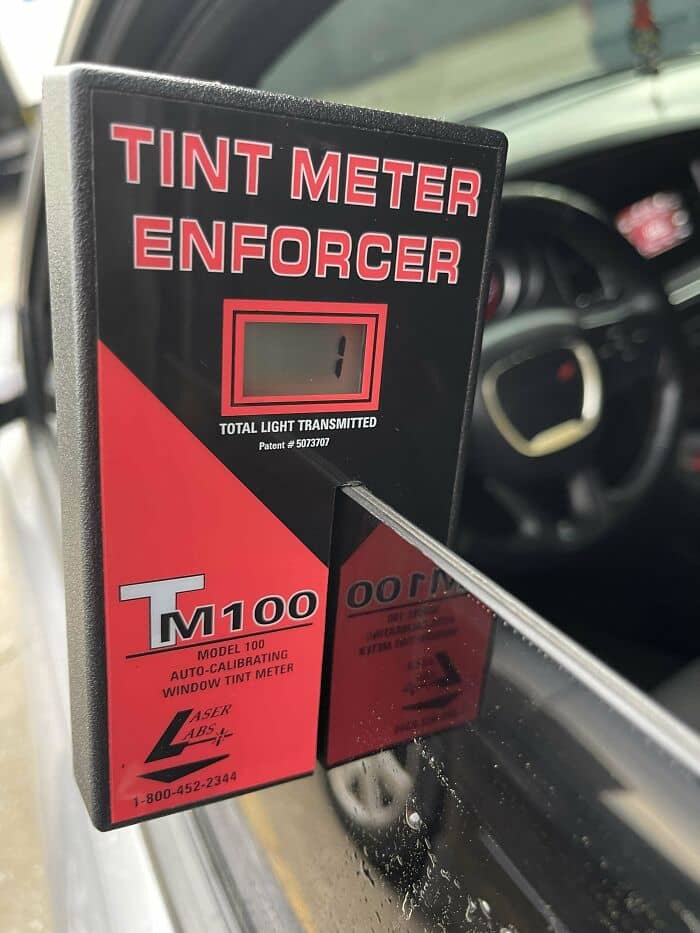 TINT METER
ENFORCER
1
TOTAL LIGHT TRANSMITTED
Patent # 5073707
TM100
MODEL 100
AUTO-CALIBRATING
WINDOW TINT METER
LASER
LABS
1-800-452-2344
TM100